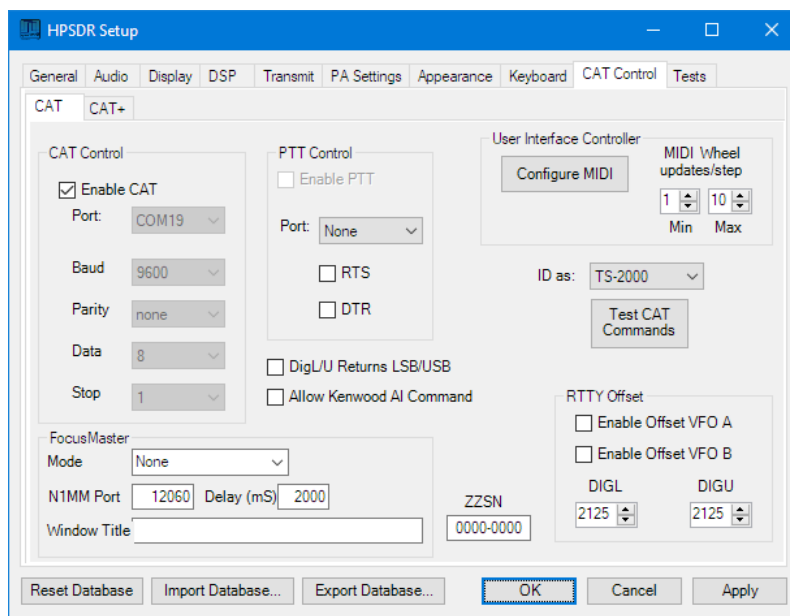 HPSDR Setup
General Audio Display DSP Transmit PA Settings Appearance Keyboard CAT Control Tests
CAT CAT+
CAT Control
Enable CAT
Port: COM19
Baud 9600
Parity none
Data 8
Stop 1
PTT Control
Enable PTT
Port: None
RTS
DTR
User Interface Controller
Configure MIDI
MIDI Wheel
updates/step
1 10
Min Max
ID as: TS-2000
Test CAT
Commands
DigL/U Returns LSB/USB
Allow Kenwood AI Command
FocusMaster
Mode None
N1MM Port 12060 Delay (mS) 2000
Window Title
ZZSN
0000-0000
RTTY Offset
Enable Offset VFO A
Enable Offset VFO B
DIGL DIGU
2125 2125
Reset Database Import Database... Export Database... OK Cancel Apply